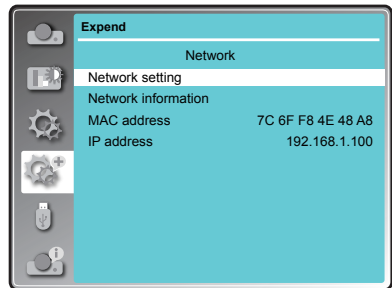 Expend
Network
Network setting
Network information
MAC address 7C 6F F8 4E 48 A8
IP address 192.168.1.100